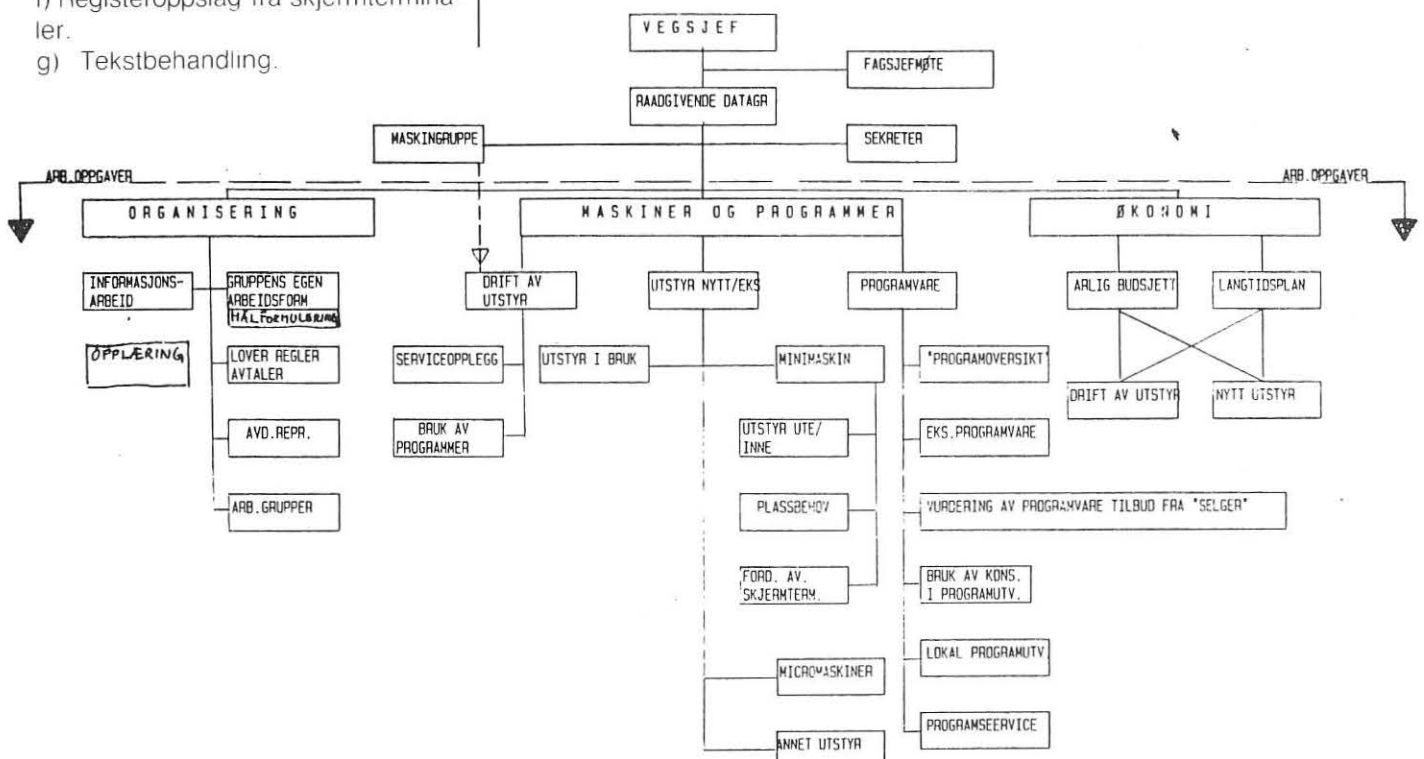 f) Registeroppslag fra skjermtermina-
ler.
g) Tekstbehandling.
VEGSJEF
FAGSJEFMØTE
RAADGIVENDE DATAGR
MASKINGRUPPE
SEKRETER
ARB.OPPGAVER
ARB.OPPGAVER
ORGANISERING
MASKINER OG PROGRAMMER
ØKONOMI
INFORMASJONS-
ARBEID
GRUPPENS EGEN
ARBEIDSFORM
MÅLFORMULERING
DRIFT AV
UTSTYR
UTSTYR NYTT/EKS
PROGRAMVARE
ARLIG BUDSJETT
LANGTIDSPLAN
OPPLÆRING
LOVER REGLER
AVTALER
SERVICEOPPLEGG
UTSTYR I BRUK
MINIMASKIN
"PROGRAMOVERSIKT"
DRIFT AV UTSTYR
NYTT UTSTYR
AVD.REPR.
BRUK AV
PROGRAMMER
UTSTYR UTE/
INNE
EKS.PROGRAMVARE
ARB.GRUPPER
PLASSBEHOV
VURDERING AV PROGRAMVARE TILBUD FRA "SELGER"
FORD. AV.
SKJERMTERM.
BRUK AV KONS.
I PROGRAMUTV.
LOKAL PROGRAMUTV
MICROMASKINER
PROGRAMSEERVICE
ANNET UTSTYR